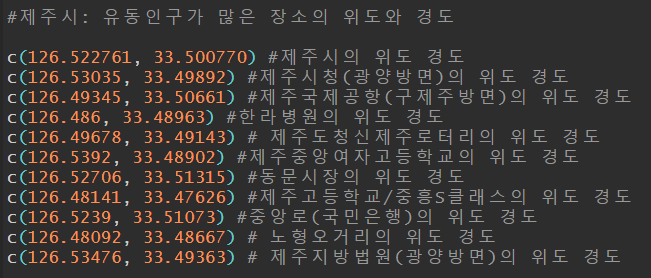 #제주시: 유동인구가 많은 장소의 위도와 경도
c(126.522761, 33.500770) #제주시의 위도 경도
c(126.53035, 33.49892) #제주시청(광양방면)의 위도 경도
c(126.49345, 33.50661) #제주국제공항(구제주방면)의 위도 경도
c(126.486, 33.48963) #한라병원의 위도 경도
c(126.49678, 33.49143) # 제주도청신제주로터리의 위도 경도
c(126.5392, 33.48902) #제주중앙여자고등학교의 위도 경도
c(126.52706, 33.51315) #동문시장의 위도 경도
c(126.48141, 33.47626) #제주고등학교/중흥S클래스의 위도 경도
c(126.5239, 33.51073) #중앙로(국민은행)의 위도 경도
c(126.48092, 33.48667) # 노형오거리의 위도 경도
c(126.53476, 33.49363) # 제주지방법원(광양방면)의 위도 경도